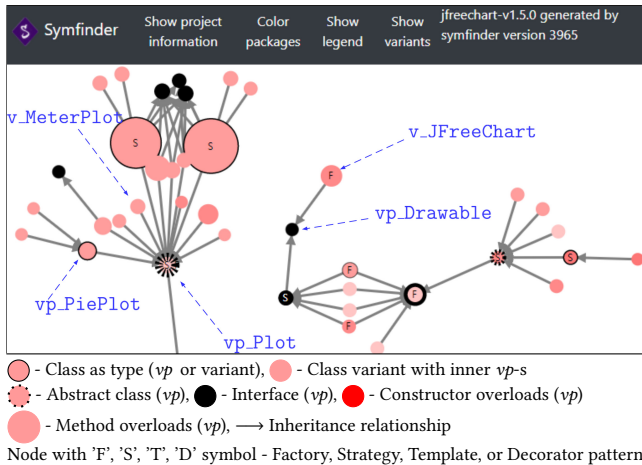 Symfinder
Show project information
Color packages
Show legend
Show variants
jfreechart-v1.5.0 generated by
symfinder version 3965
v_MeterPlot
S
S
v_JFreeChart
F
vp_Drawable
vp_PiePlot
vp_Plot
S
S
F
S
F
F
- Class as type (vp or variant), - Class variant with inner vp-s
- Abstract class (vp), - Interface (vp), - Constructor overloads (vp)
- Method overloads (vp), ⟶ Inheritance relationship
Node with 'F', 'S', 'T', 'D' symbol - Factory, Strategy, Template, or Decorator pattern